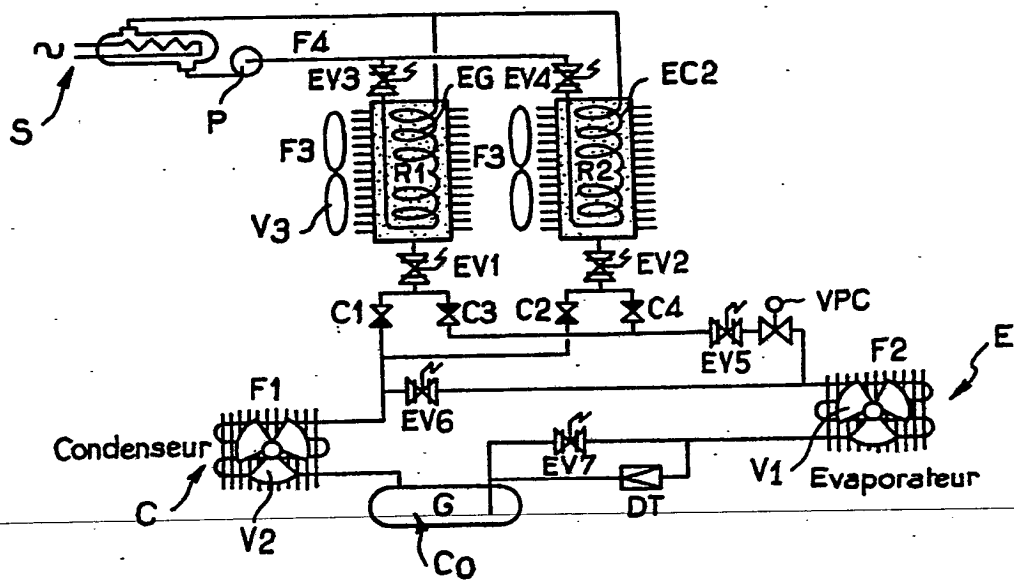 F4
S
P
EV3
EG
EV4
EC2
F3
R1
F3
R2
V3
EV1
EV2
C1
C3
C2
C4
VPC
EV5
F2
E
F1
EV6
Condenseur
EV7
V1
Evaporateur
C
G
DT
V2
Co